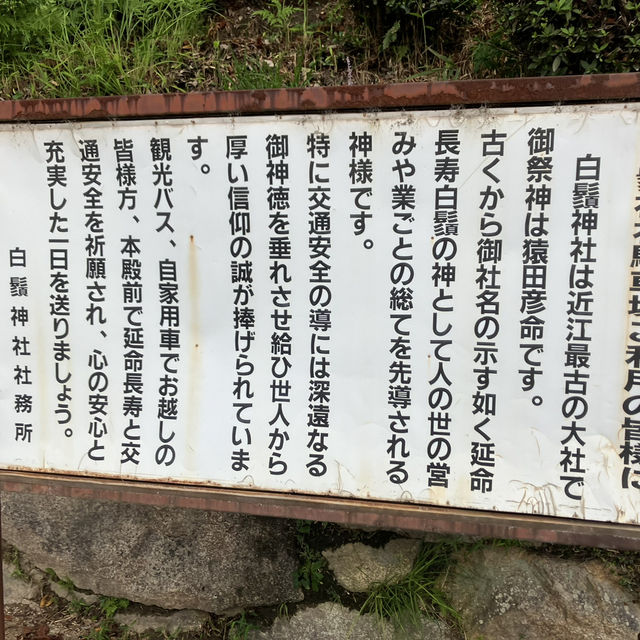 白鬚神社は近江最古の大社で
御祭神は猿田彦命です。
古くから御社名の示す如く延命
長寿白鬚の神として人の世の営
みや業ごとの総てを先導される
神様です。
特に交通安全の導には深遠なる
御神徳を垂れさせ給ひ世人から
厚い信仰の誠が捧げられていま
す。
観光バス、自家用車でお越しの
皆様方、本殿前で延命長寿と交
通安全を祈願され、心の安心と
充実した一日を送りましょう。
白鬚神社社務所